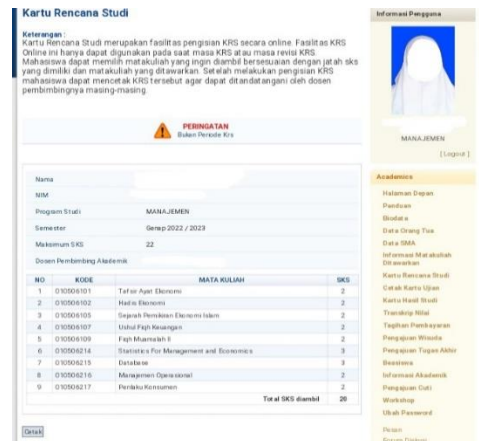 Kartu Rencana Studi
Keterangan :
Kartu Rencana Studi merupakan fasilitas pengisian KRS secara online. Fasilitas KRS
Online ini hanya dapat digunakan pada saat masa KRS atau masa revisi KRS.
Mahasiswa dapat memilih matakuliah yang ingin diambil bersesuaian dengan jatah sks
yang dimiliki dan matakuliah yang ditawarkan. Setelah melakukan pengisian KRS
mahasiswa dapat mencetak KRS tersebut agar dapat ditandatangani oleh dosen
pembimbingnya masing-masing.
PERINGATAN
Bukan Periode Krs
Nama
NIM
Program Studi MANAJEMEN
Semester Genap 2022 / 2023
Maksimum SKS 22
Dosen Pembimbing Akademik
NO KODE MATA KULIAH SKS
1 010506101 Tafsir Ayat Ekonomi 2
2 010506102 Hadis Ekonomi 2
3 010506105 Sejarah Pemikiran Ekonomi Islam 2
4 010506107 Ushul Fiqh Keuangan 2
5 010506109 Fiqh Muamalah II 2
6 010506214 Statistics For Management and Economics 3
7 010506215 Database 3
8 010506216 Manajemen Operasional 2
9 010506217 Perilaku Konsumen 2
Total SKS diambil 20
Cetak
Informasi Pengguna
MANAJEMEN
[ Logout ]
Academics
Halaman Depan
Panduan
Biodata
Data Orang Tua
Data SMA
Informasi Matakuliah
Ditawarkan
Kartu Rencana Studi
Cetak Kartu Ujian
Kartu Hasil Studi
Transkrip Nilai
Tagihan Pembayaran
Pengajuan Wisuda
Pengajuan Tugas Akhir
Beasiswa
Informasi Akademik
Pengajuan Cuti
Workshop
Ubah Password
Pesan
Forum Diskusi